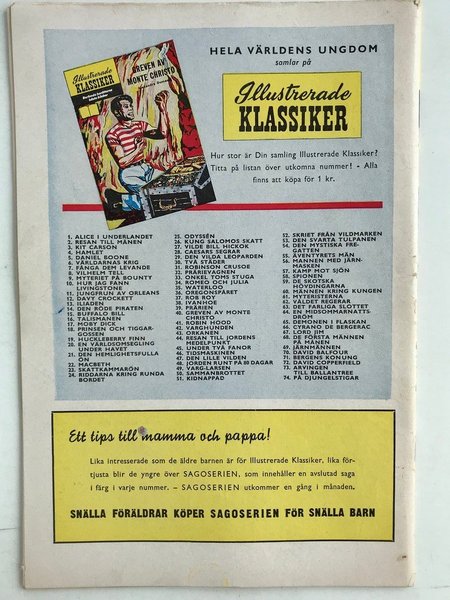 Illustrerade
KLASSIKER
GREVEN AV
MONTE CHRISTO
HELA VÄRLDENS UNGDOM
samlar på
Illustrerade
KLASSIKER
Hur stor är Din samling Illustrerade Klassiker?
Titta på listan över utkomna nummer! - Alla
finns att köpa för 1 kr.
1. ALICE I UNDERLANDET
2. RESAN TILL MÅNEN
3. KIT CARSON
4. HAMLET
5. DANIEL BOONE
6. VÄRLDARNAS KRIG
7. FÅNGA DEM LEVANDE
8. VILHELM TELL
9. MYTERIET PÅ BOUNTY
10. HUR JAG FANN
LIVINGSTONE
11. JUNGFRUN AV ORLEANS
12. DAVY CROCKETT
13. ILIADEN
14. DEN RÖDE PIRATEN
15. BUFFALO BILL
16. TALISMANEN
17. MOBY DICK
18. PRINSEN OCH TIGGAR-
GOSSEN
19. HUCKLEBERRY FINN
20. EN VÄRLDSOMSEGLING
UNDER HAVET
21. DEN HEMLIGHETSFULLA
ÖN
22. MACBETH
23. SKATTKAMMARÖN
24. RIDDARNA KRING RUNDA
BORDET
25. ODYSSÉN
26. KUNG SALOMOS SKATT
27. VILDE BILL HICKOK
28. CAESARS SEGRAR
29. DEN VILDA LEOPARDEN
30. TVÅ STÄDER
31. ROBINSON CRUSOE
32. PRÄRIEVAGNEN
33. ONKEL TOMS STUGA
34. ROMEO OCH JULIA
35. WATERLOO
36. OREGONSPÅRET
37. ROB ROY
38. IVANHOE
39. PRÄRIEN
40. GREVEN AV MONTE
CHRISTO
41. ROBIN HOOD
42. VARGHUNDEN
43. ORKANEN
44. RESAN TILL JORDENS
MEDELPUNKT
45. UNDER TVÅ FANOR
46. TIDSMASKINEN
47. DEN LILLE VILDEN
48. JORDEN RUNT PÅ 80 DAGAR
49. VARG-LARSEN
50. SAMMANBROTTET
51. KIDNAPPAD
52. SKRIET FRÅN VILDMARKEN
53. DEN SVARTA TULPANEN
54. DEN MYSTISKA FRE-
GATTEN
55. ÄVENTYRETS MÄN
56. MANNEN MED JÄRN-
MASKEN
57. KAMP MOT SJÖN
58. SPIONEN
59. DE SKOTSKA
HÖVDINGARNA
60. MÄNNEN KRING KUNGEN
61. MYTERISTERNA
62. VÅLDET REGERAR
63. DET FARLIGA SLOTTET
64. EN MIDSOMMARNATTS-
DRÖM
65. DEMONEN I FLASKAN
66. CYRANO DE BERGERAC
67. LORD JIM
68. DE FÖRSTA MÄNNEN
PÅ MÅNEN
69. JÄRNMÄNNEN
70. DAVID BALFOUR
71. BERGENS KONUNG
72. DAVID COPPERFIELD
73. ARVINGEN
TILL BALLANTREE
74. PÅ DJUNGELSTIGAR
Ett tips till mamma och pappa!
Lika intresserade som de äldre barnen är för Illustrerade Klassiker, lika för-
tjusta blir de yngre över SAGOSERIEN, som innehåller en avslutad saga
i färg i varje nummer. – SAGOSERIEN utkommer en gång i månaden.
SNÄLLA FÖRÄLDRAR KÖPER SAGOSERIEN FÖR SNÄLLA BARN